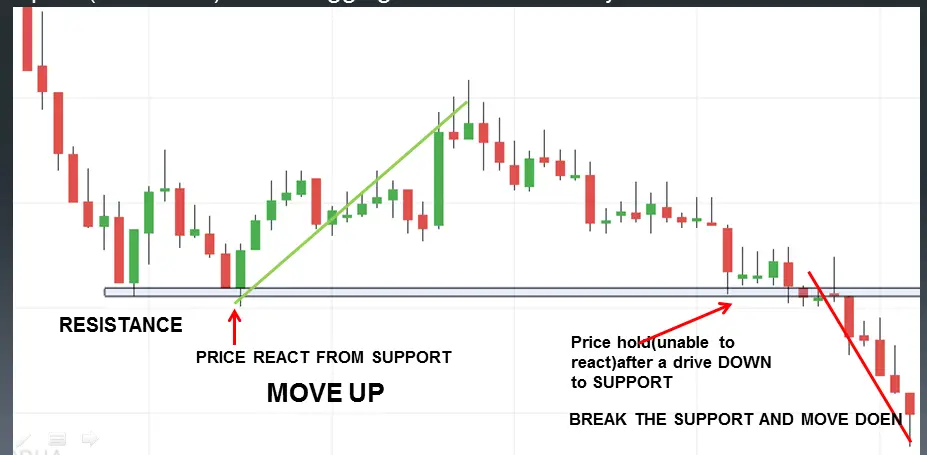 RESISTANCE
PRICE REACT FROM SUPPORT
MOVE UP
Price hold(unable to
react)after a drive DOWN
to SUPPORT
BREAK THE SUPPORT AND MOVE DOEN